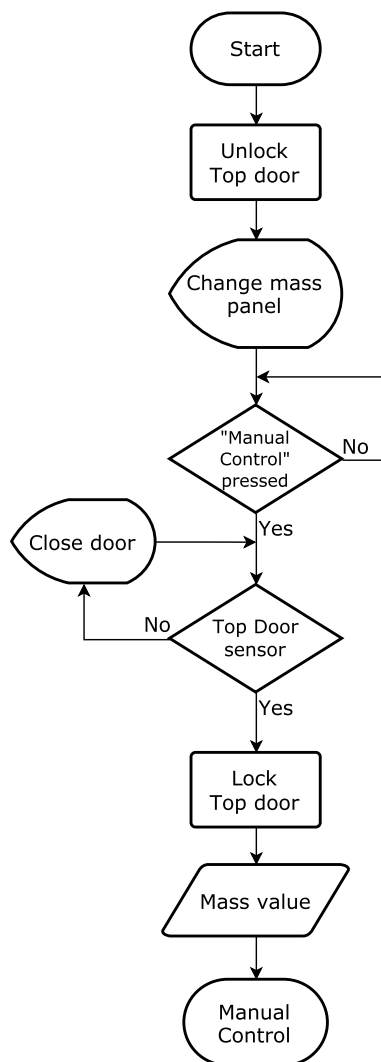 Start
Unlock
Top door
Change mass
panel
"Manual
Control"
pressed
No
Yes
Close door
No
Top Door
sensor
Yes
Lock
Top door
Mass value
Manual
Control